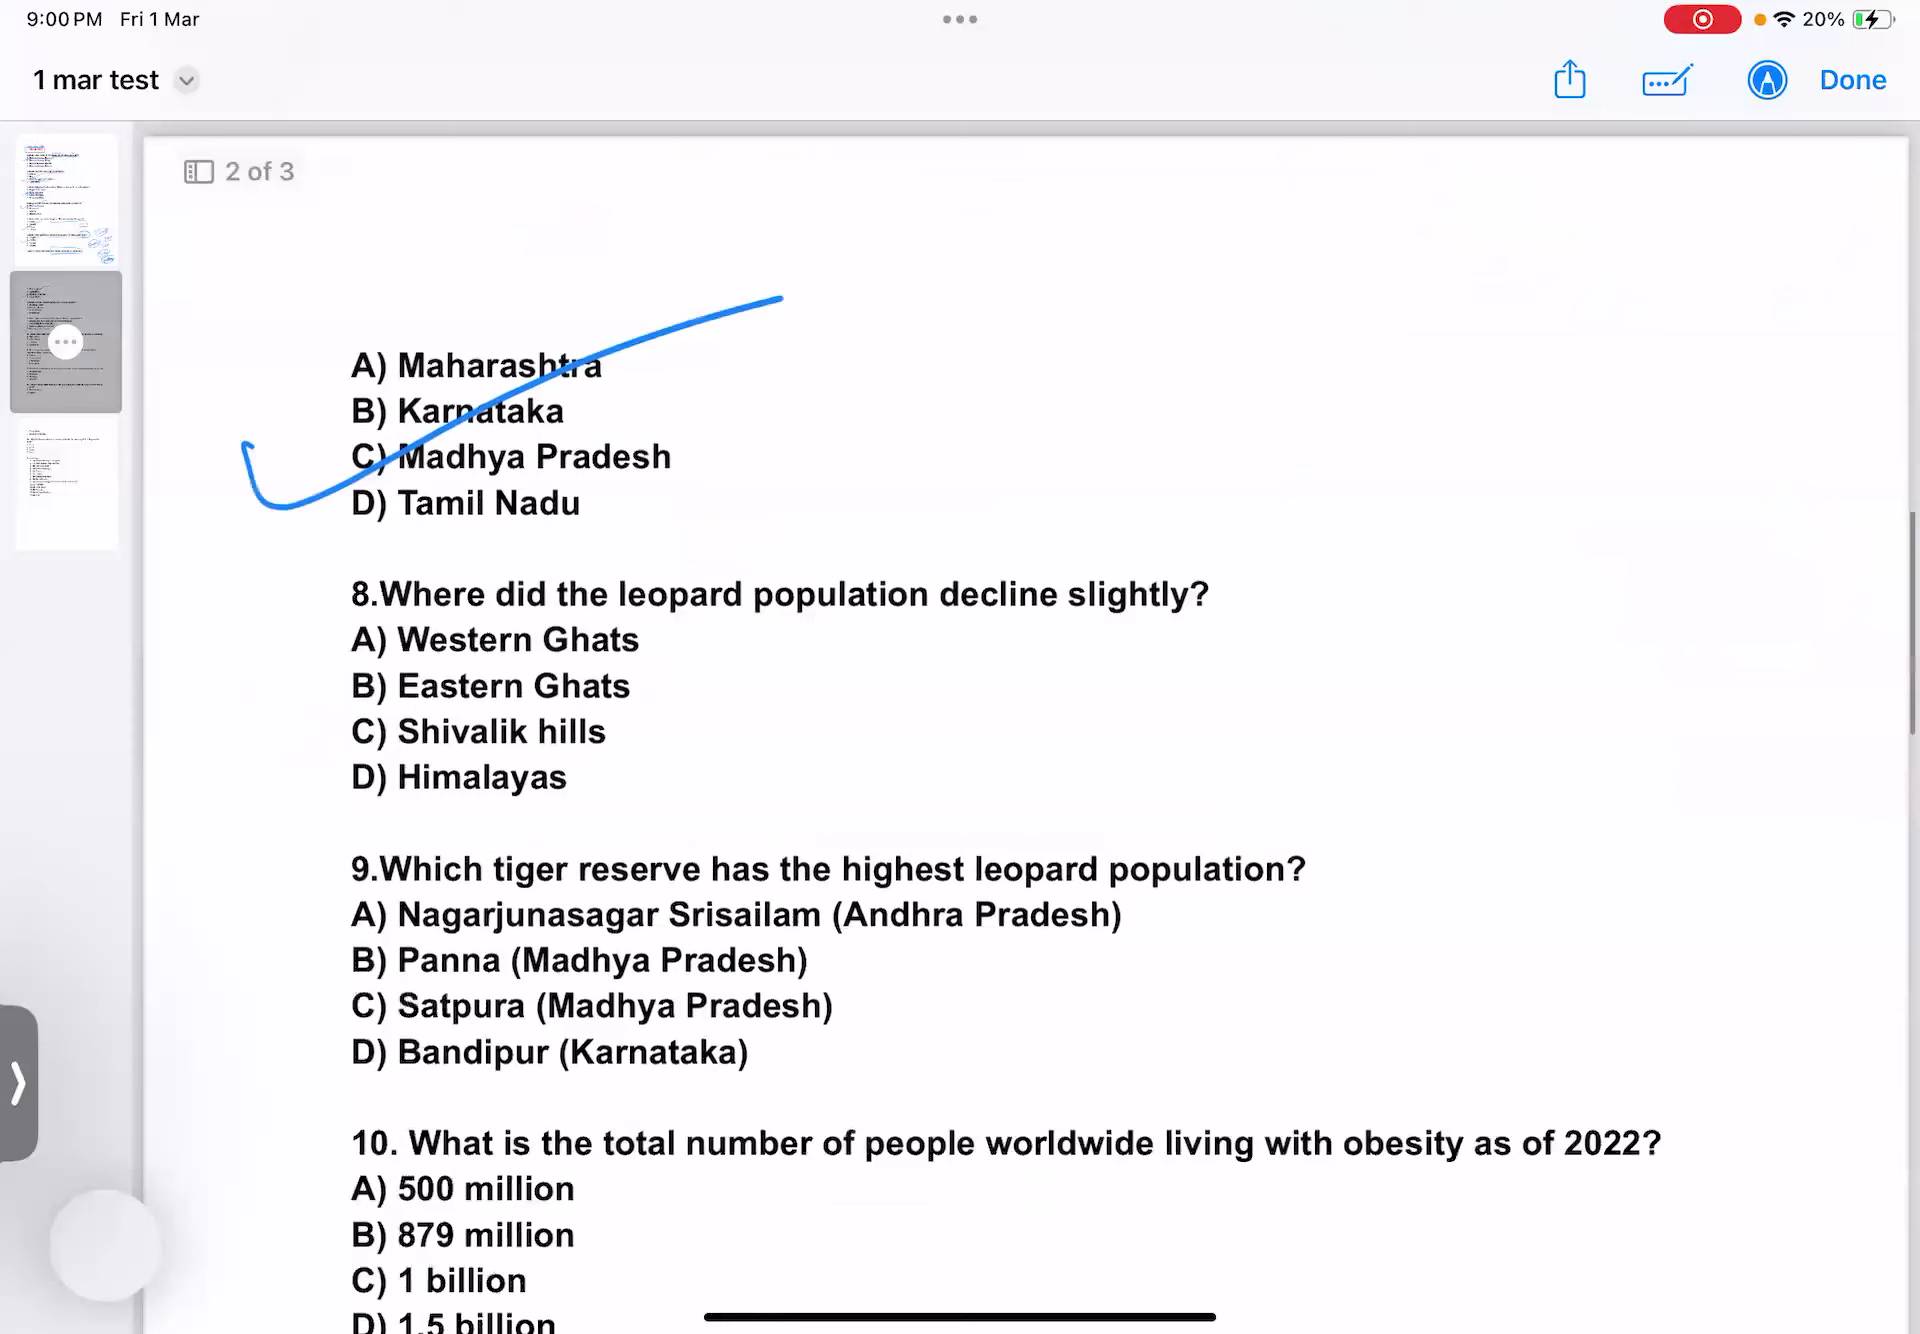 9:00 PM Fri 1 Mar
20%
1 mar test
Done
2 of 3
A) Maharashtra
B) Karnataka
C) Madhya Pradesh
D) Tamil Nadu
8.Where did the leopard population decline slightly?
A) Western Ghats
B) Eastern Ghats
C) Shivalik hills
D) Himalayas
9.Which tiger reserve has the highest leopard population?
A) Nagarjunasagar Srisailam (Andhra Pradesh)
B) Panna (Madhya Pradesh)
C) Satpura (Madhya Pradesh)
D) Bandipur (Karnataka)
10. What is the total number of people worldwide living with obesity as of 2022?
A) 500 million
B) 879 million
C) 1 billion
D) 1.5 billion